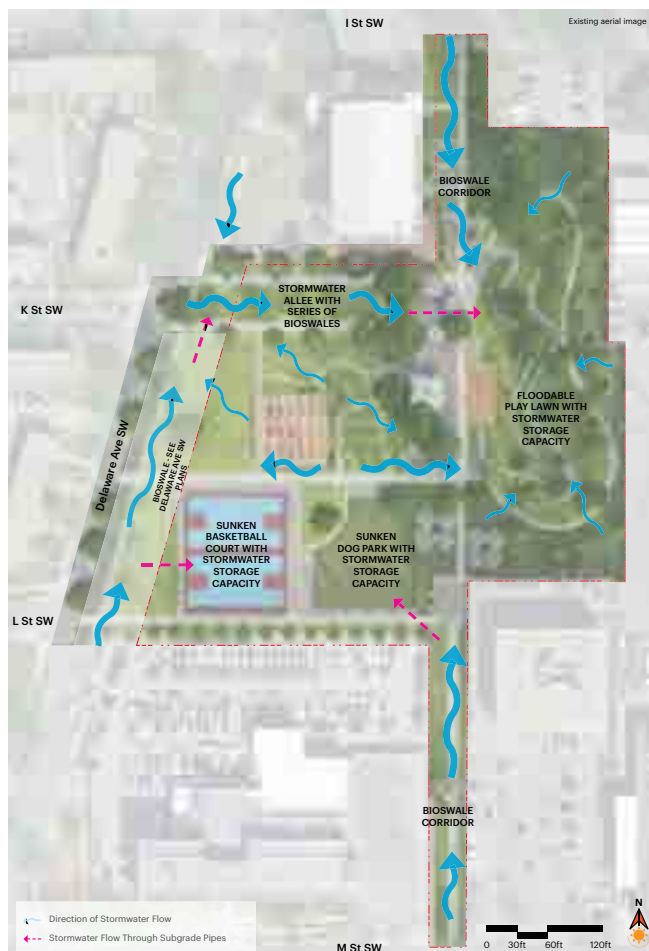 I St SW
Existing aerial image
BIOSWALE
CORRIDOR
STORMWATER
ALLEE WITH
SERIES OF
BIOSWALES
K St SW
FLOODABLE
PLAY LAWN WITH
STORMWATER
STORAGE
CAPACITY
Delaware Ave SW
BIOSWALE - SEE
DELAWARE AVE SW
PLANS
SUNKEN
BASKETBALL
COURT WITH
STORMWATER
STORAGE
CAPACITY
SUNKEN
DOG PARK WITH
STORMWATER
STORAGE
CAPACITY
L St SW
BIOSWALE
CORRIDOR
Direction of Stormwater Flow
Stormwater Flow Through Subgrade Pipes
M St SW
N
0 30ft 60ft 120ft